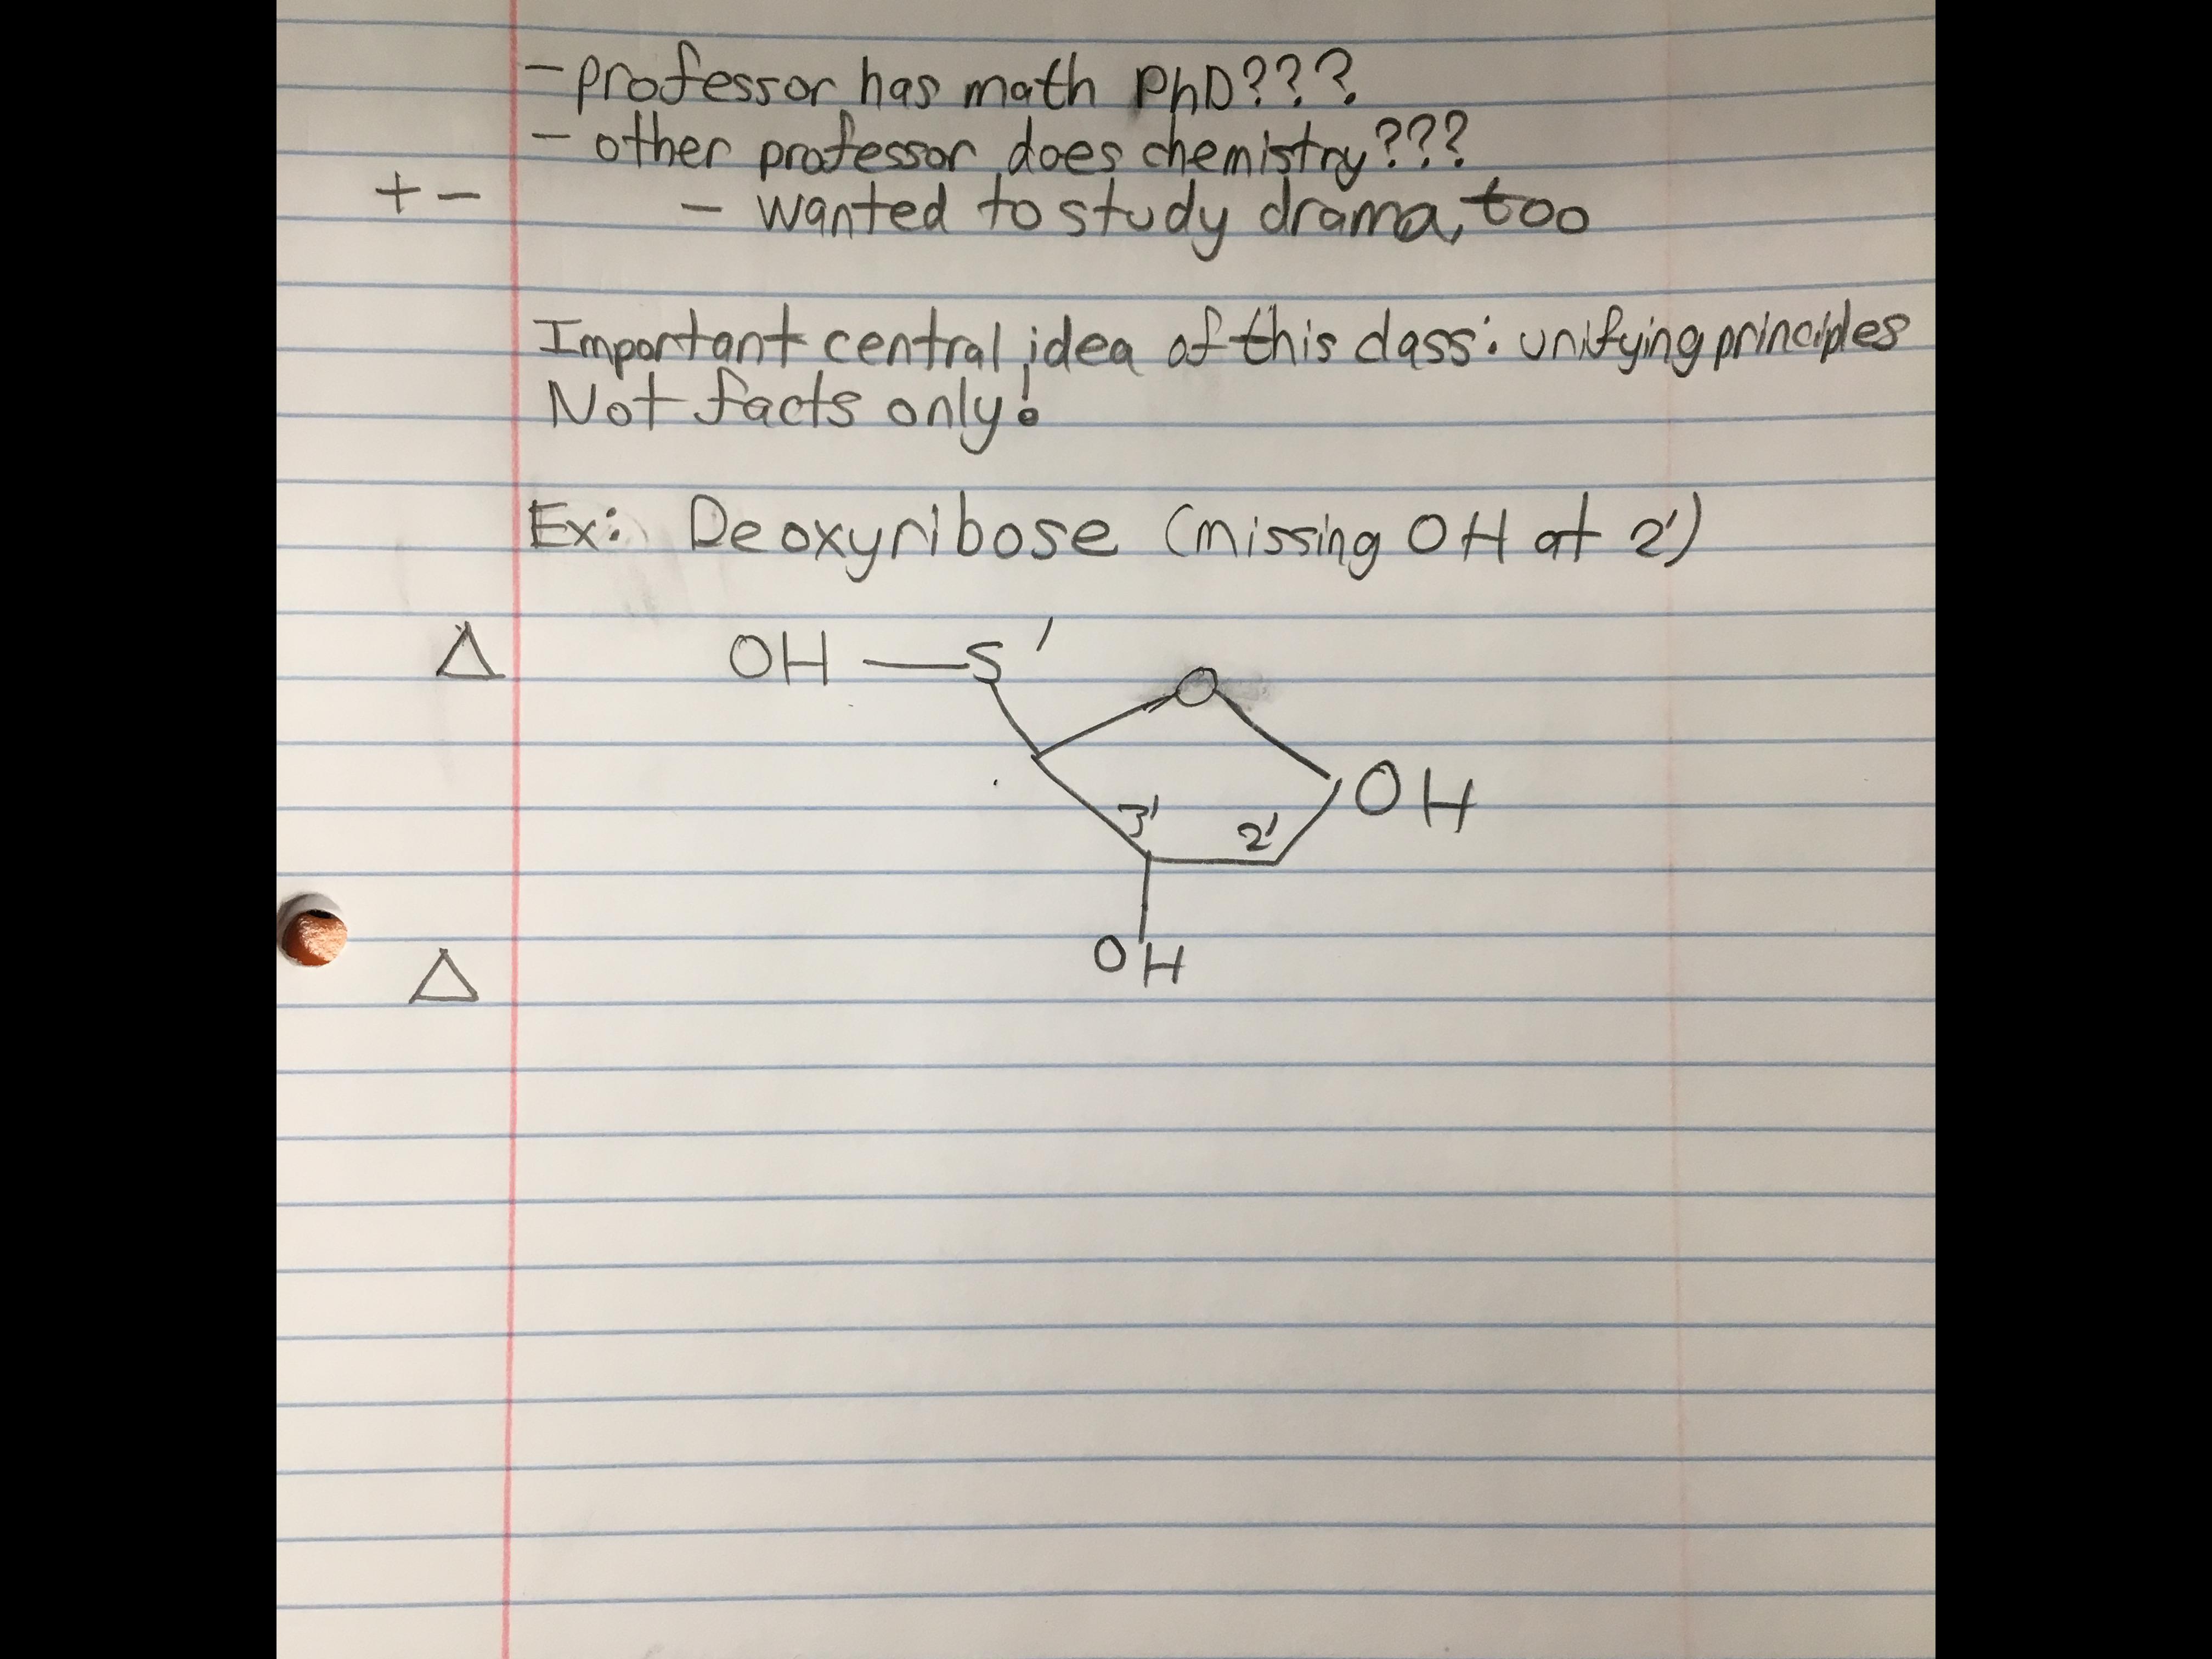 - professor has math PhD???
- other professor does chemistry???
+ - - wanted to study drama, too
Important central idea of this class: unifying principles
Not facts only!
Ex: Deoxyribose (missing OH at 2')
Δ OH — 5' O
OH
3' 2'
Δ OH